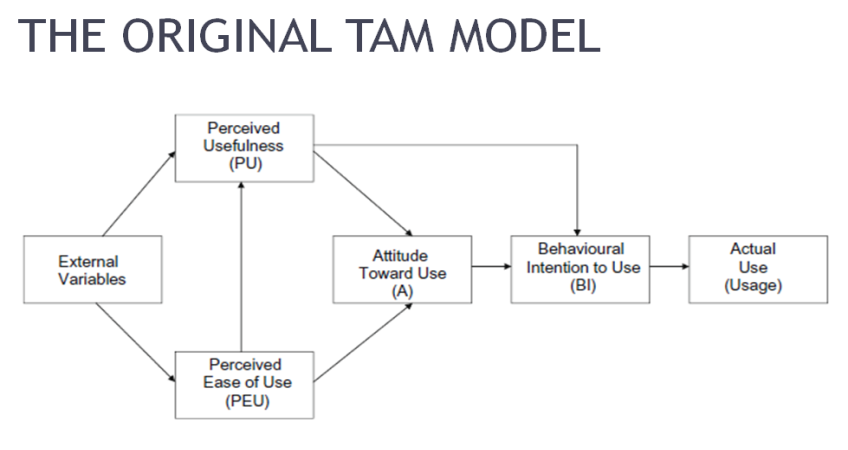 THE ORIGINAL TAM MODEL
Perceived
Usefulness
(PU)
External
Variables
Attitude
Toward Use
(A)
Behavioural
Intention to Use
(BI)
Actual
Use
(Usage)
Perceived
Ease of Use
(PEU)